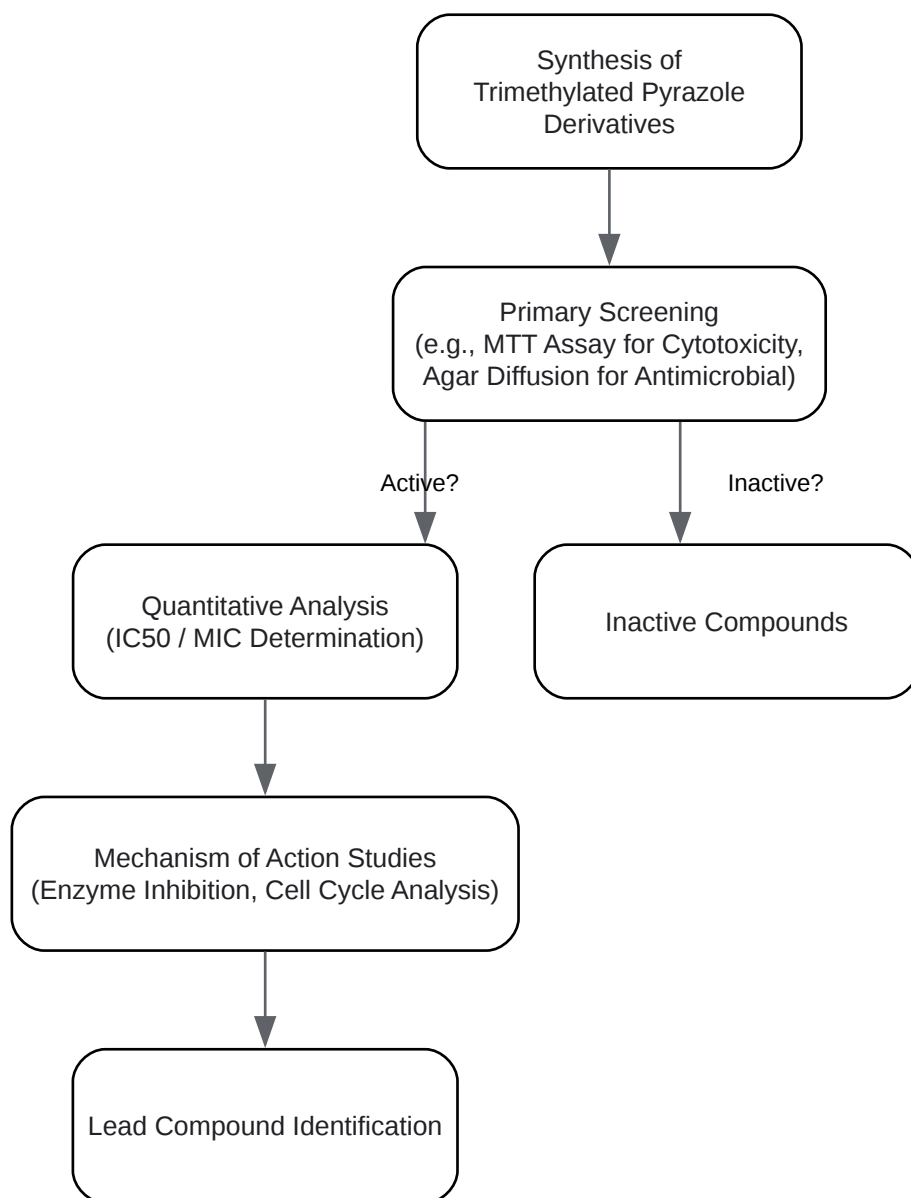 Synthesis of
Trimethylated Pyrazole
Derivatives
Primary Screening
(e.g., MTT Assay for Cytotoxicity,
Agar Diffusion for Antimicrobial)
Active?
Inactive?
Quantitative Analysis
(IC50 / MIC Determination)
Inactive Compounds
Mechanism of Action Studies
(Enzyme Inhibition, Cell Cycle Analysis)
Lead Compound Identification